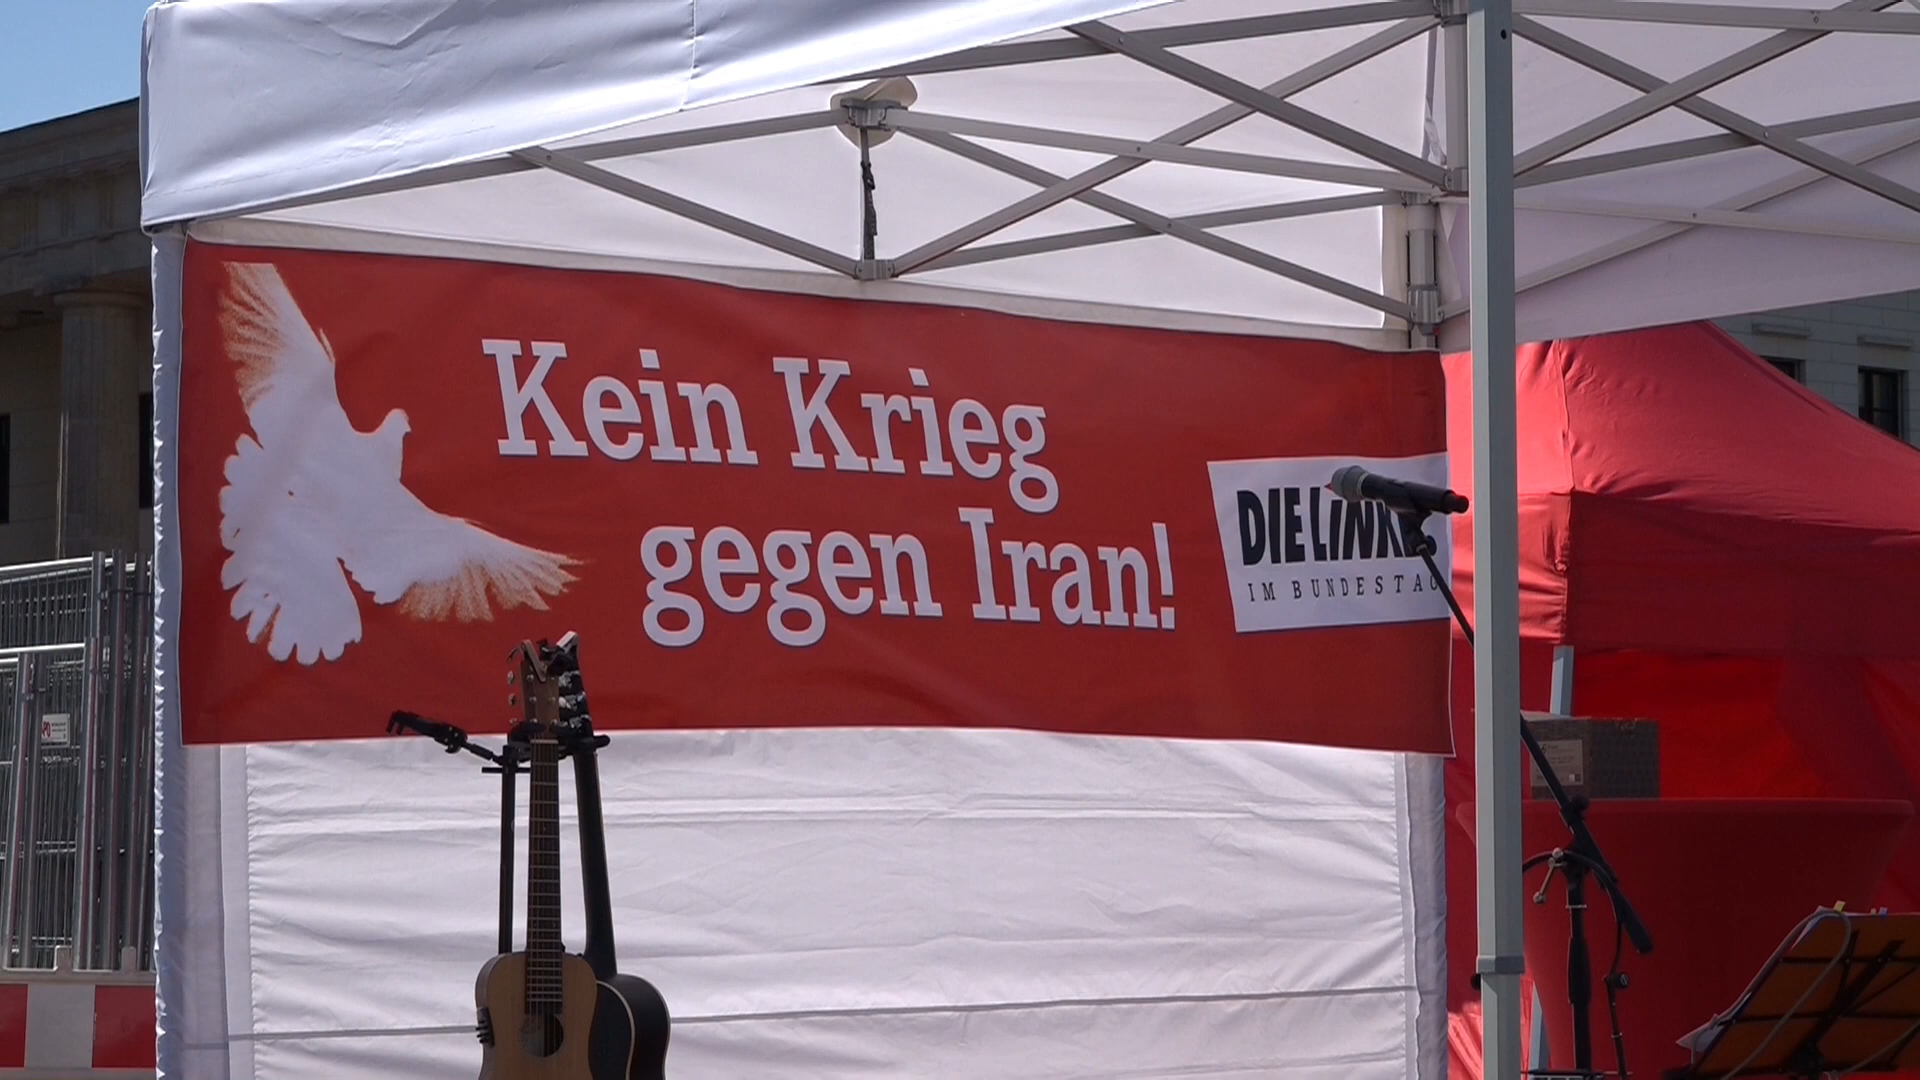 Kein Krieg
gegen Iran!
DIE LINKE.
IM BUNDESTAG